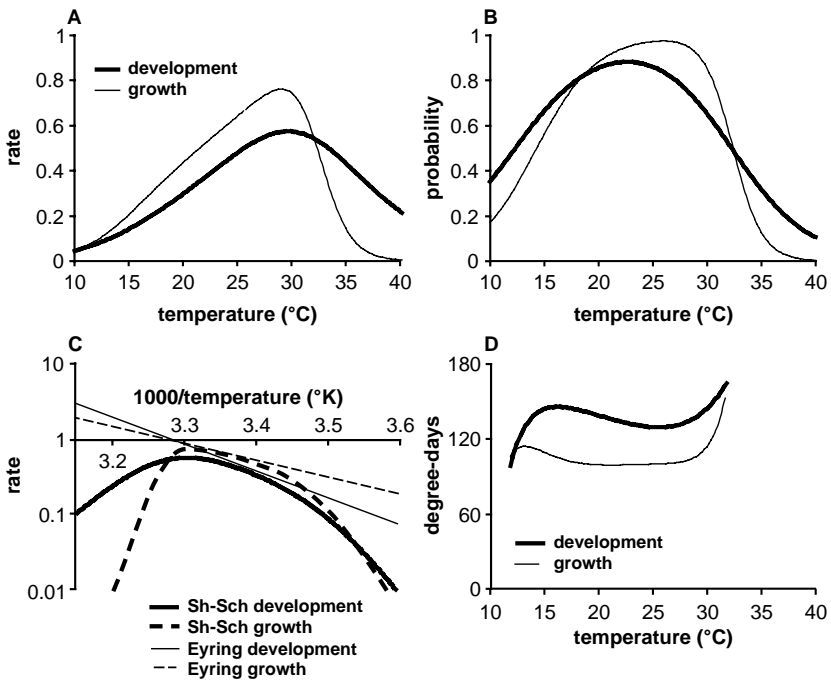 A
1
0.8
0.6
0.4
0.2
0
rate
development
growth
10 15 20 25 30 35 40
temperature (°C)
B
1
0.8
0.6
0.4
0.2
0
probability
10 15 20 25 30 35 40
temperature (°C)
C
10
1
0.1
0.01
rate
1000/temperature (°K)
3.2 3.3 3.4 3.5 3.6
Sh-Sch development
Sh-Sch growth
Eyring development
Eyring growth
D
180
120
60
0
degree-days
development
growth
10 15 20 25 30 35 40
temperature (°C)